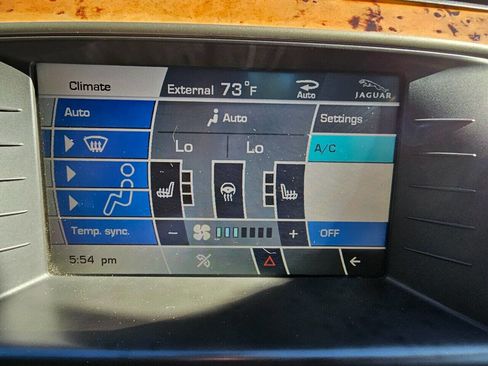 Climate External 73°F Auto JAGUAR
Auto Auto Settings
Lo Lo A/C
Temp. sync. - + OFF
5:54 pm